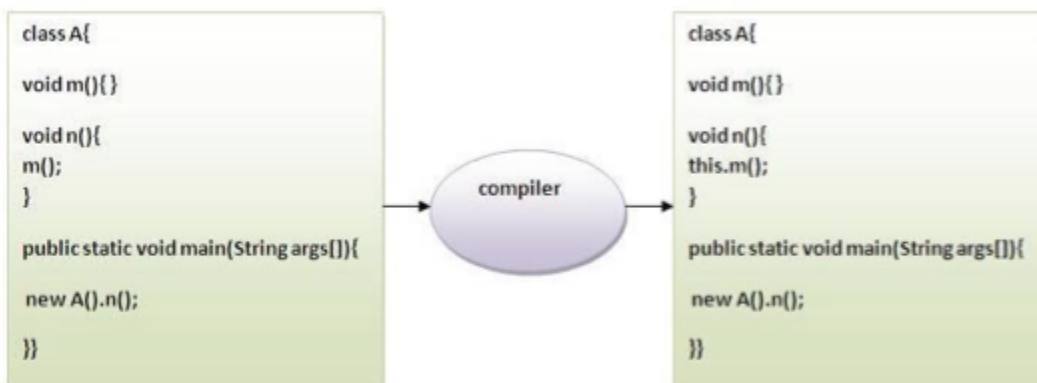 class A{
void m(){}
void n(){
m();
}
public static void main(String args[]){
new A().n();
}}
compiler
class A{
void m(){}
void n(){
this.m();
}
public static void main(String args[]){
new A().n();
}}